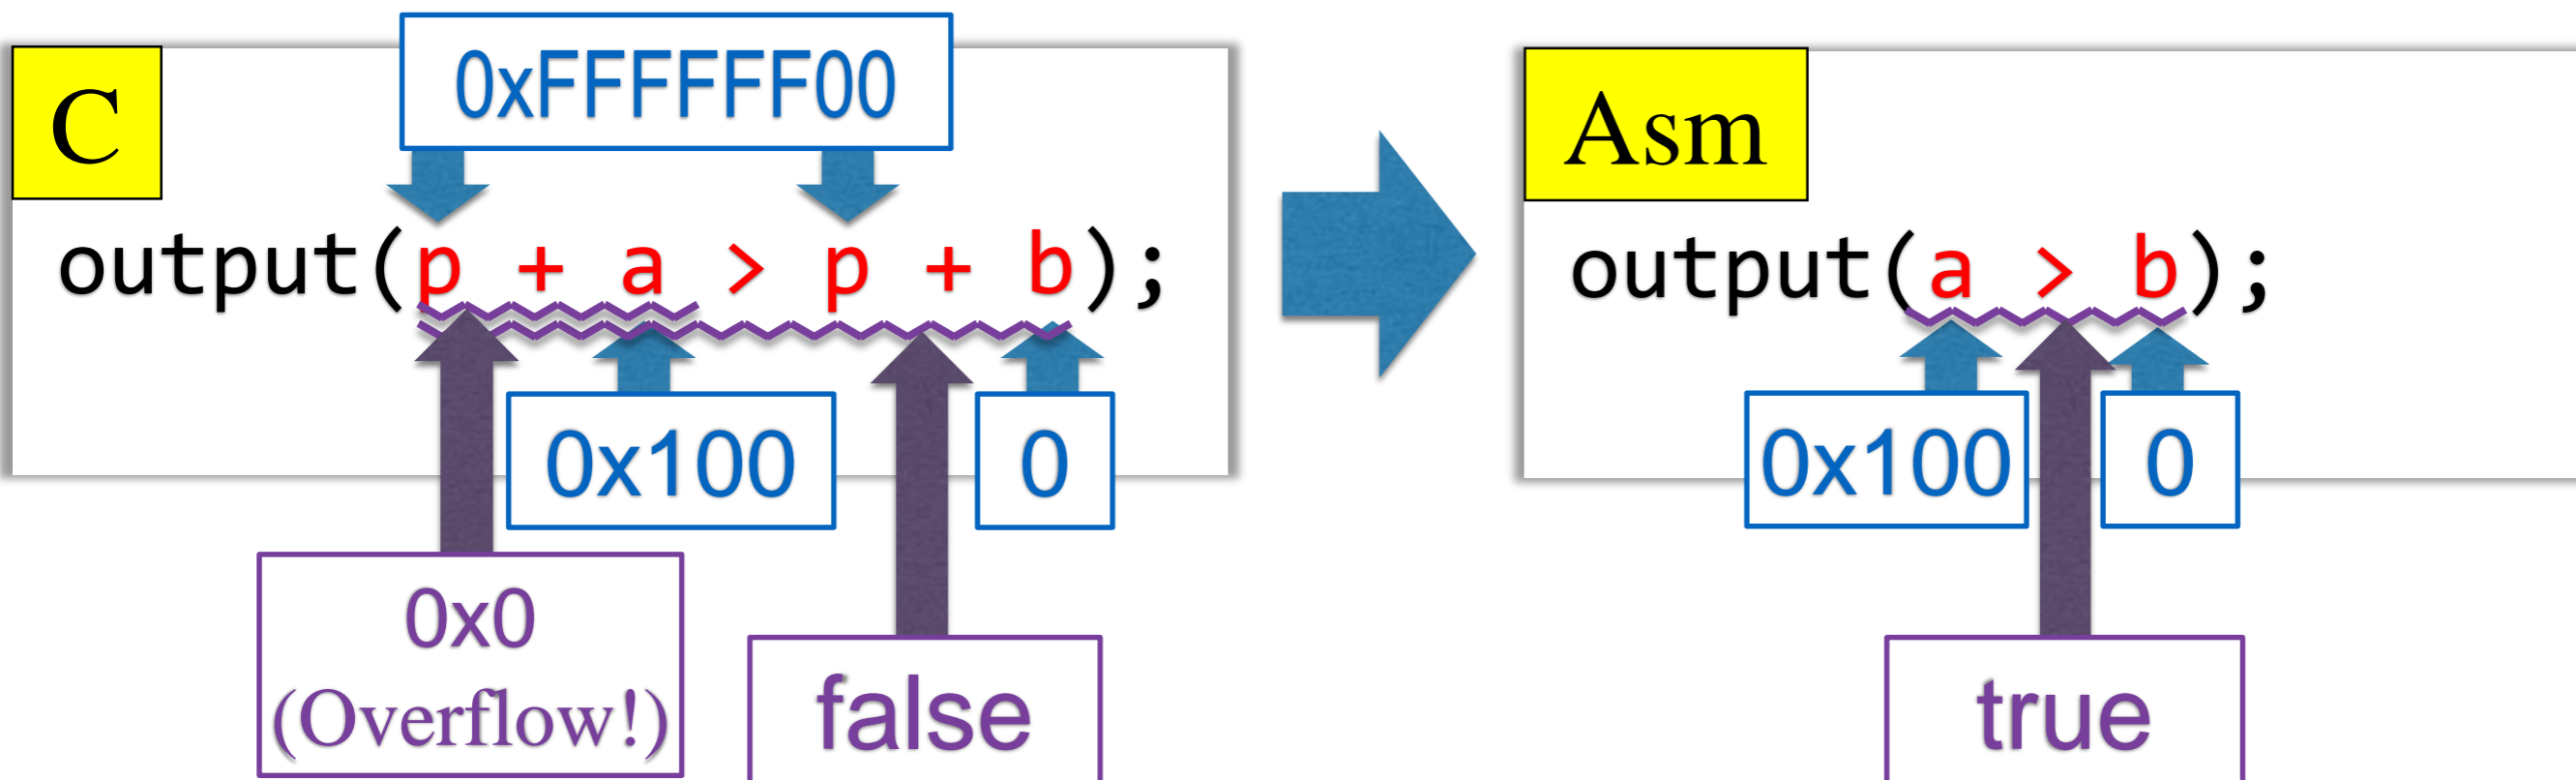 C
0xFFFFFF00
output(p + a > p + b);
0x100
0
0x0
(Overflow!)
false
Asm
output(a > b);
0x100
0
true